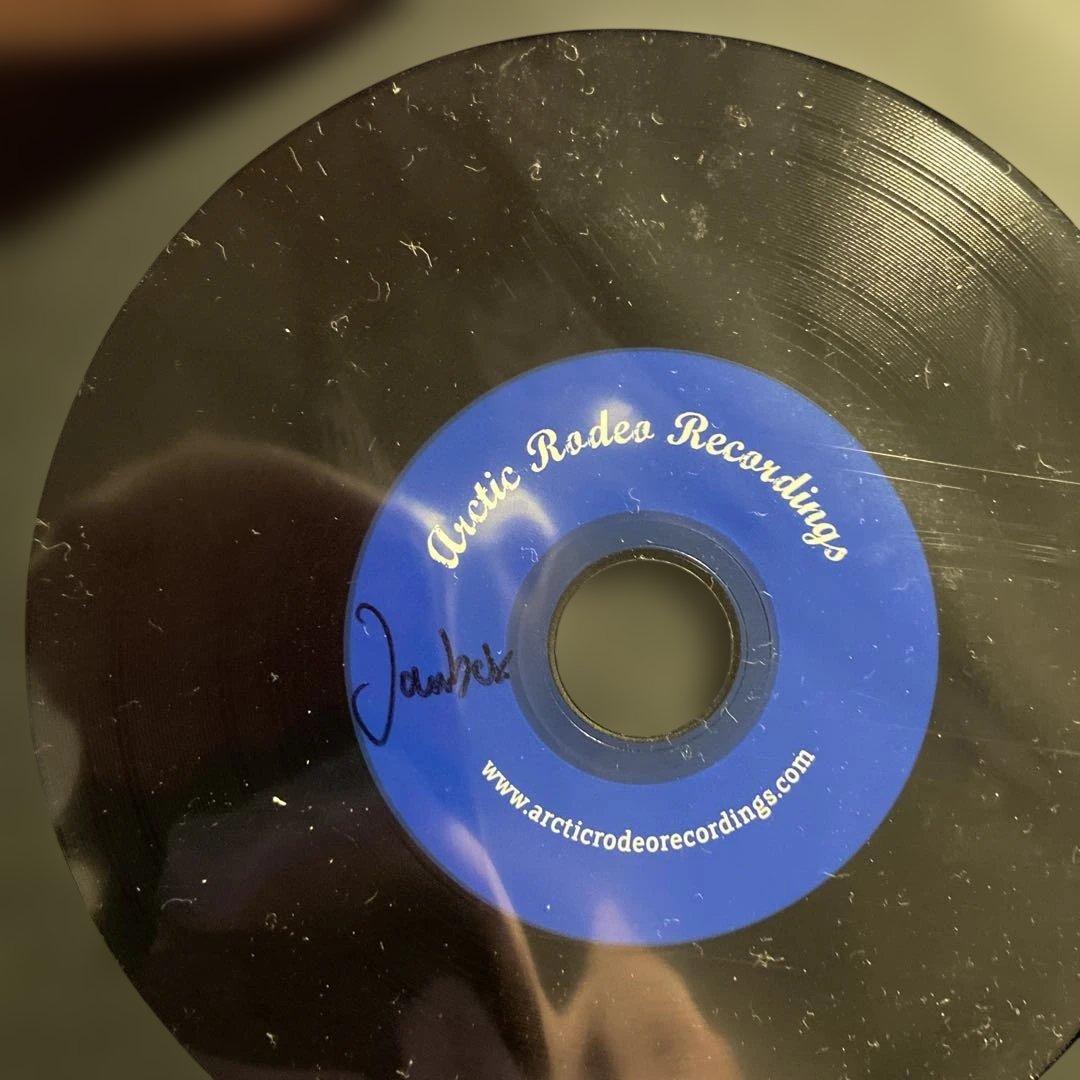 Arctic Rodeo Recordings
www.arcticrodeorecordings.com